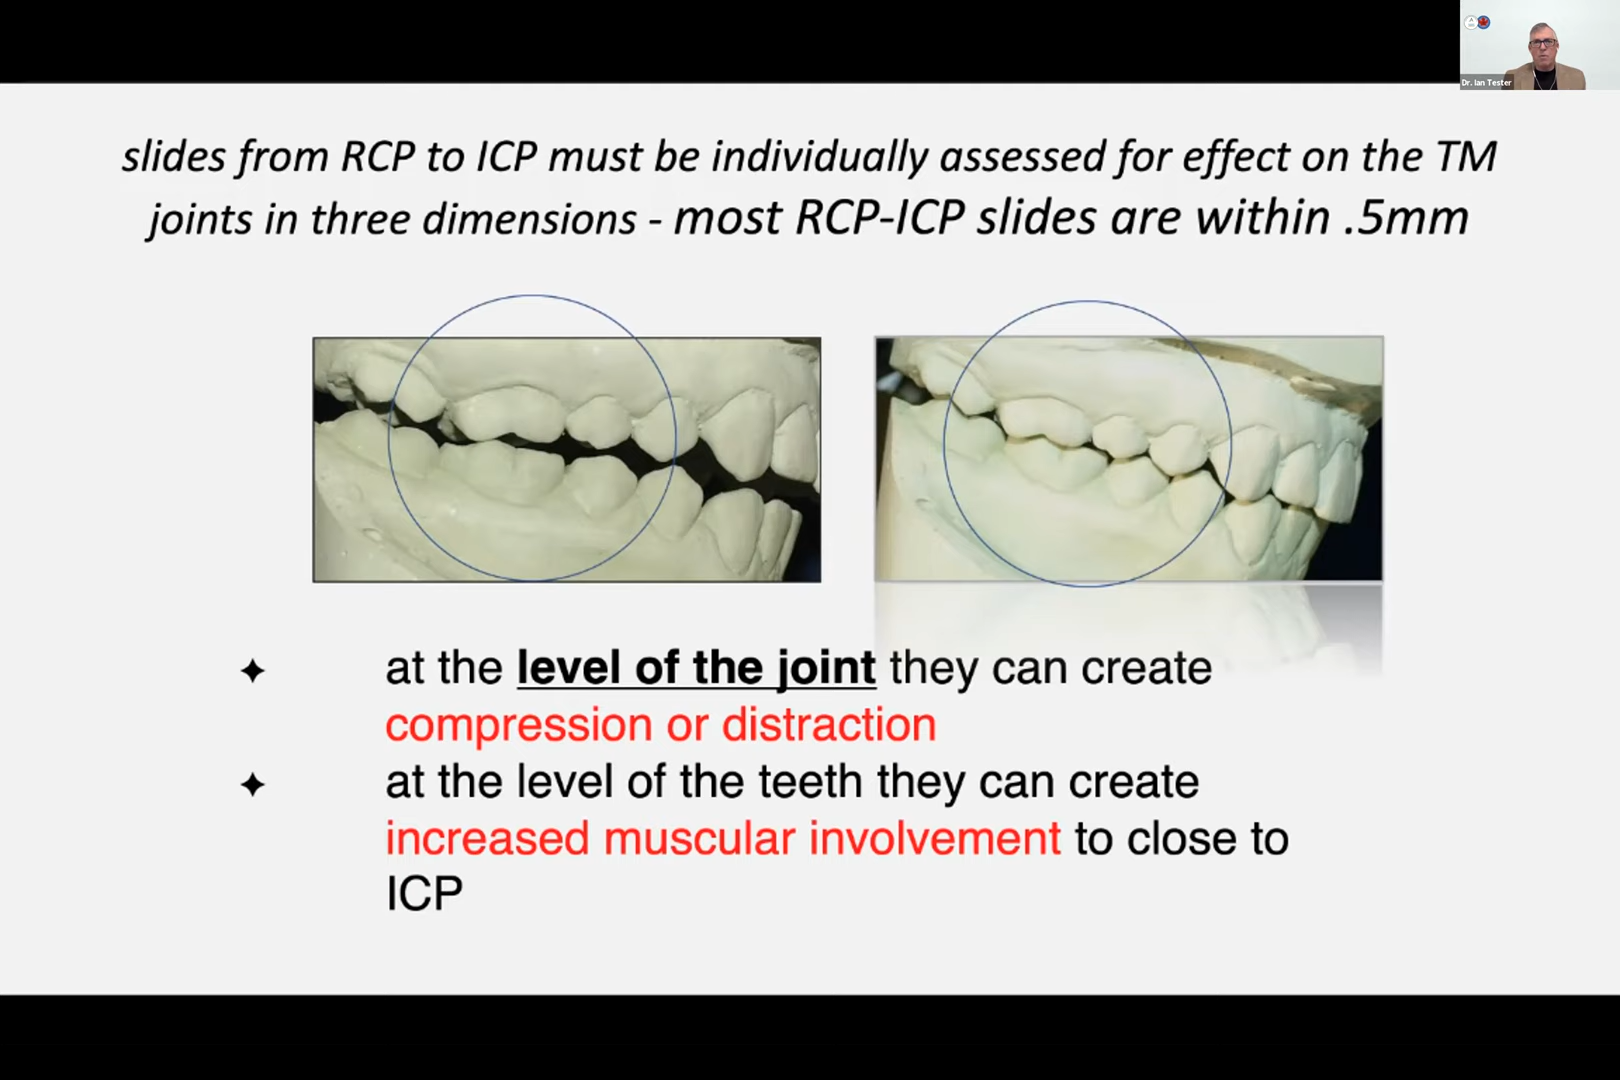 Dr. Ian Tester
slides from RCP to ICP must be individually assessed for effect on the TM
joints in three dimensions - most RCP-ICP slides are within .5mm
✦ at the level of the joint they can create
compression or distraction
✦ at the level of the teeth they can create
increased muscular involvement to close to
ICP